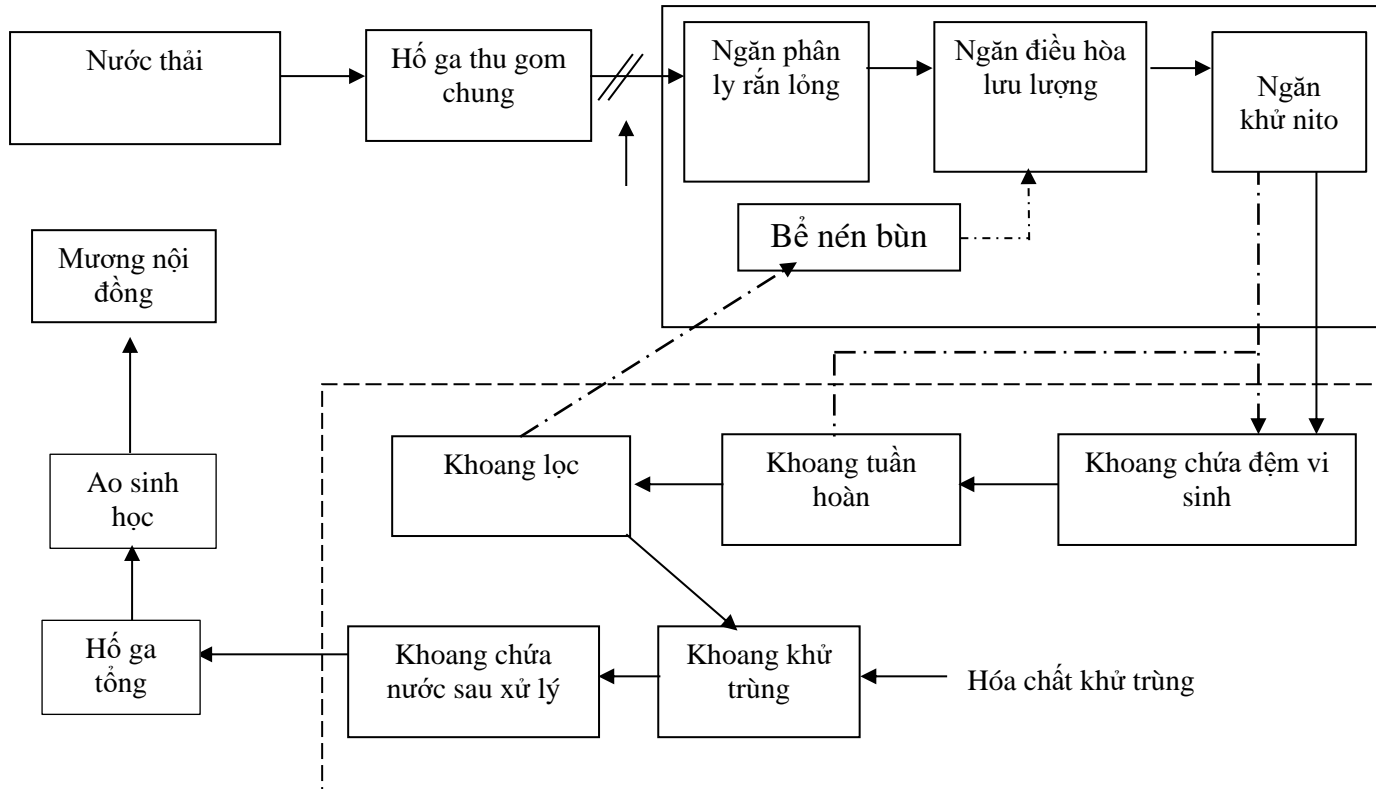 Nước thải
Hố ga thu gom
chung
Ngăn phân
ly rắn lỏng
Ngăn điều hòa
lưu lượng
Ngăn
khử nito
Bể nén bùn
Mương nội
đồng
Khoang lọc
Khoang tuần
hoàn
Khoang chứa đệm vi
sinh
Ao sinh
học
Hố ga
tổng
Khoang chứa
nước sau xử lý
Khoang khử
trùng
Hóa chất khử trùng